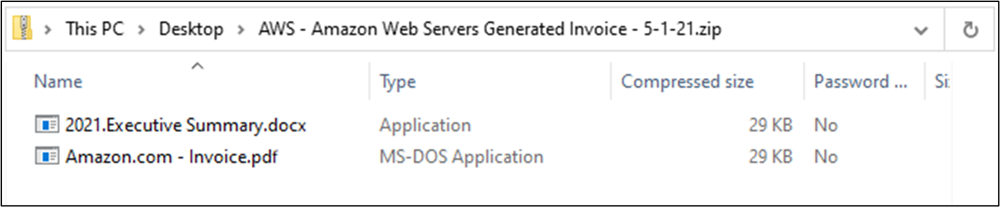 This PC > Desktop > AWS - Amazon Web Servers Generated Invoice - 5-1-21.zip
Name Type Compressed size Password ...
2021.Executive Summary.docx Application 29 KB No
Amazon.com - Invoice.pdf MS-DOS Application 29 KB No